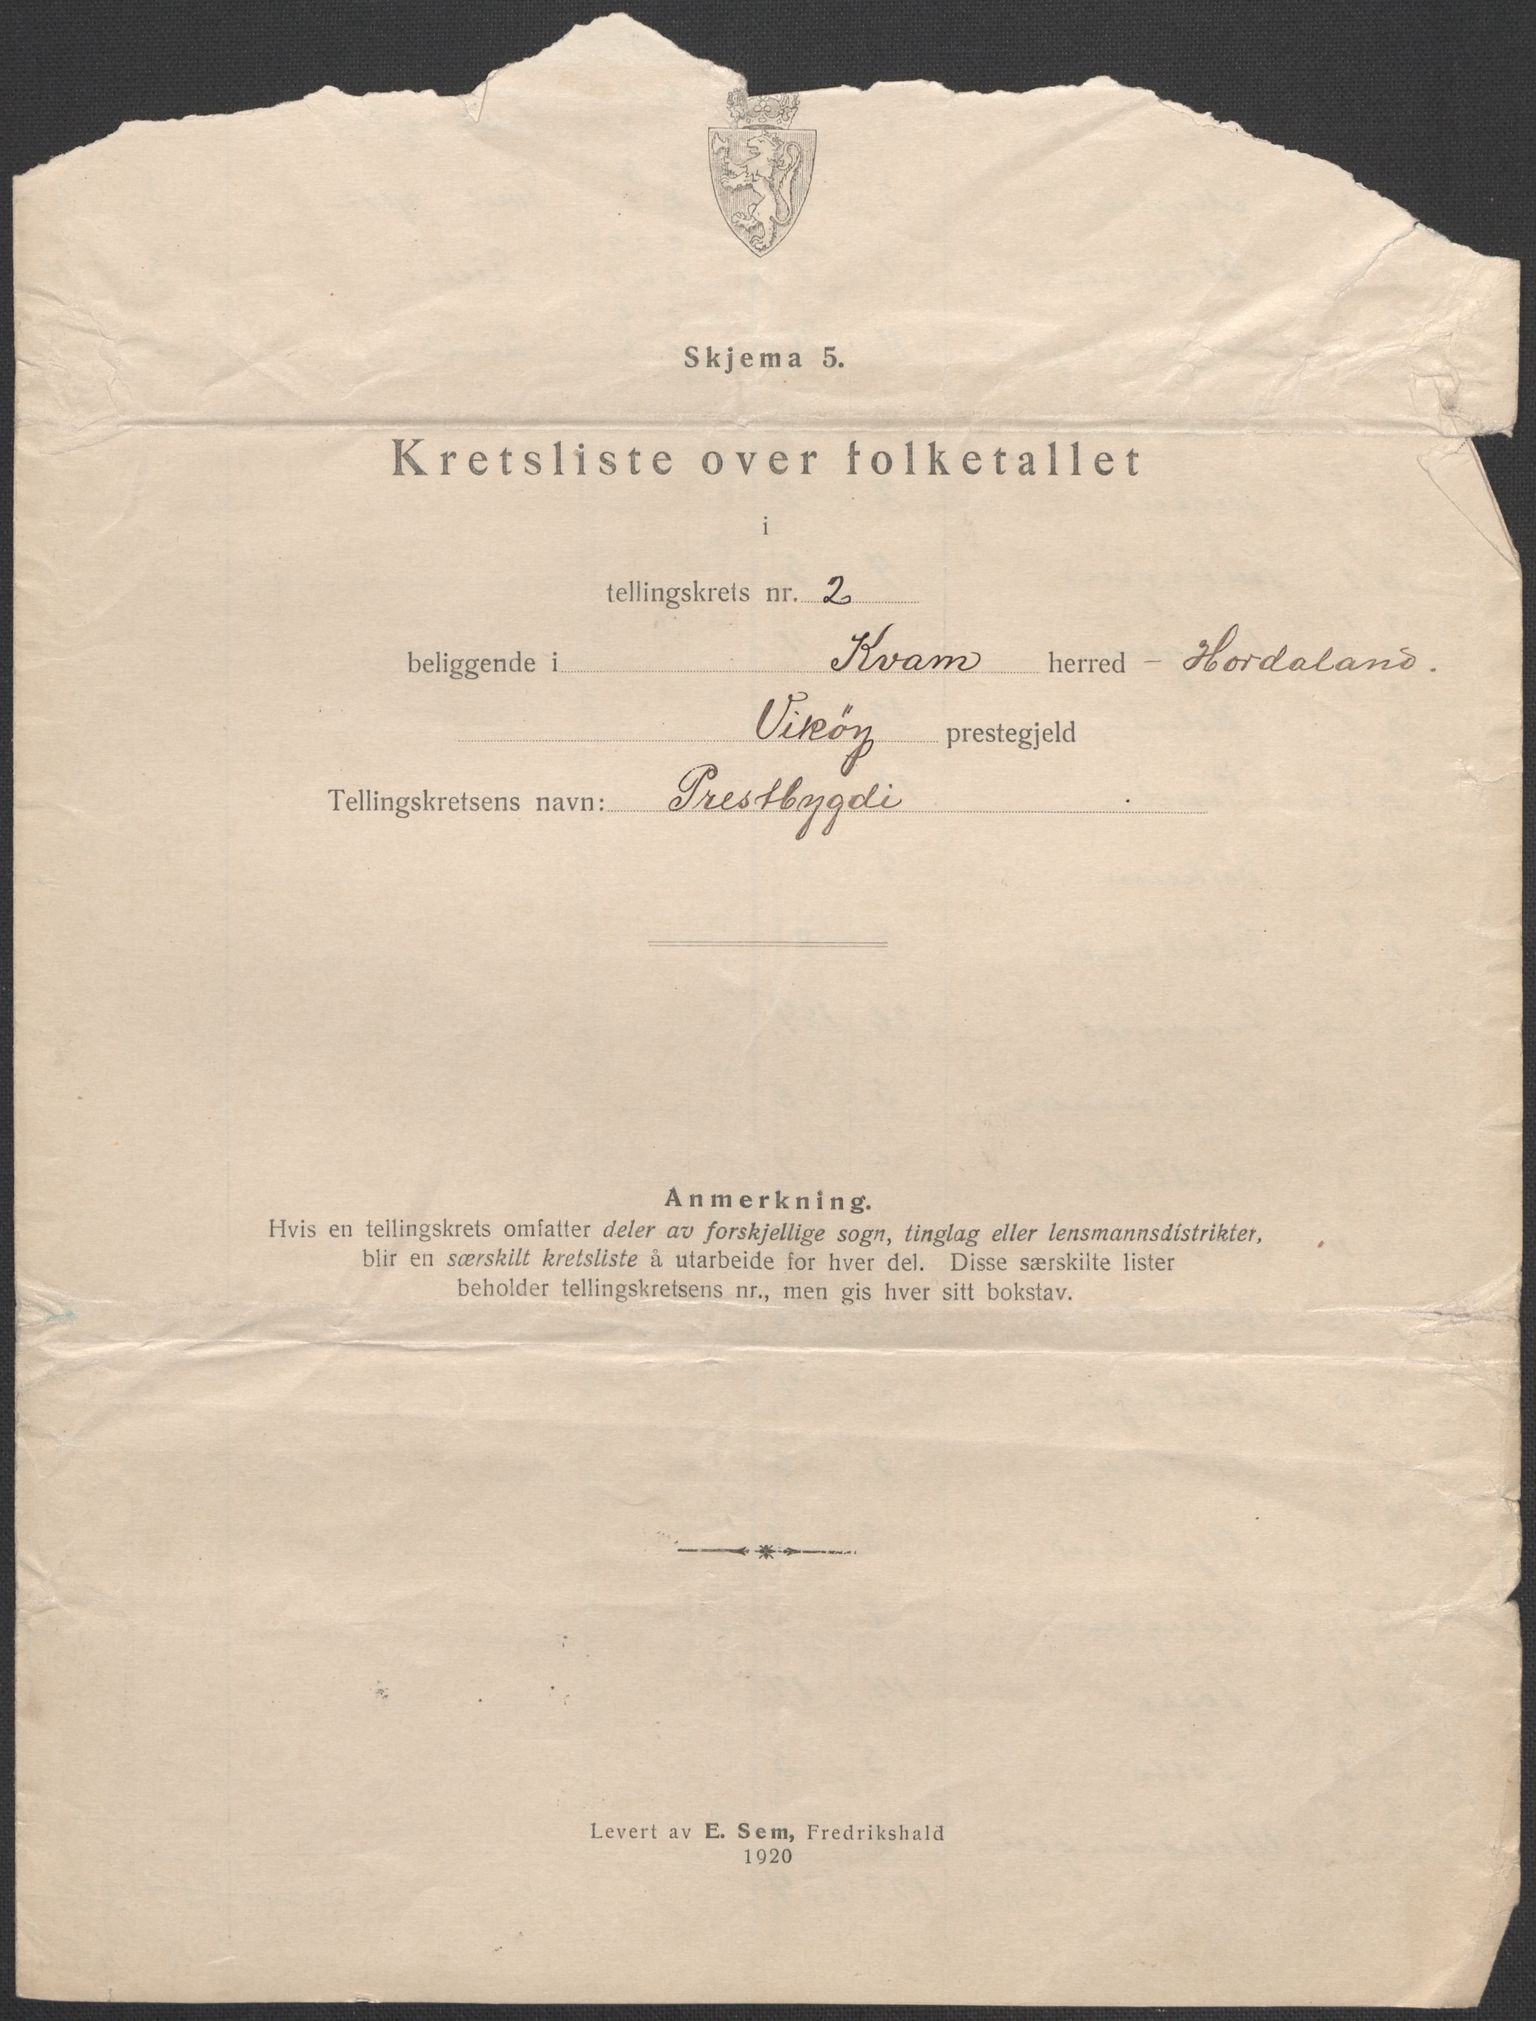 Skjema 5.
Kretsliste over folketallet
i
tellingskrets nr. 2
beliggende i Kvam herred – Hordaland.
Vikøy prestegjeld
Tellingskretsens navn: Prestbygdi
Anmerkning.
Hvis en tellingskrets omfatter deler av forskjellige sogn, tinglag eller lensmannsdistrikter,
blir en særskilt kretsliste å utarbeide for hver del. Disse særskilte lister
beholder tellingskretsens nr., men gis hver sitt bokstav.
Levert av E. Sem, Fredrikshald
1920